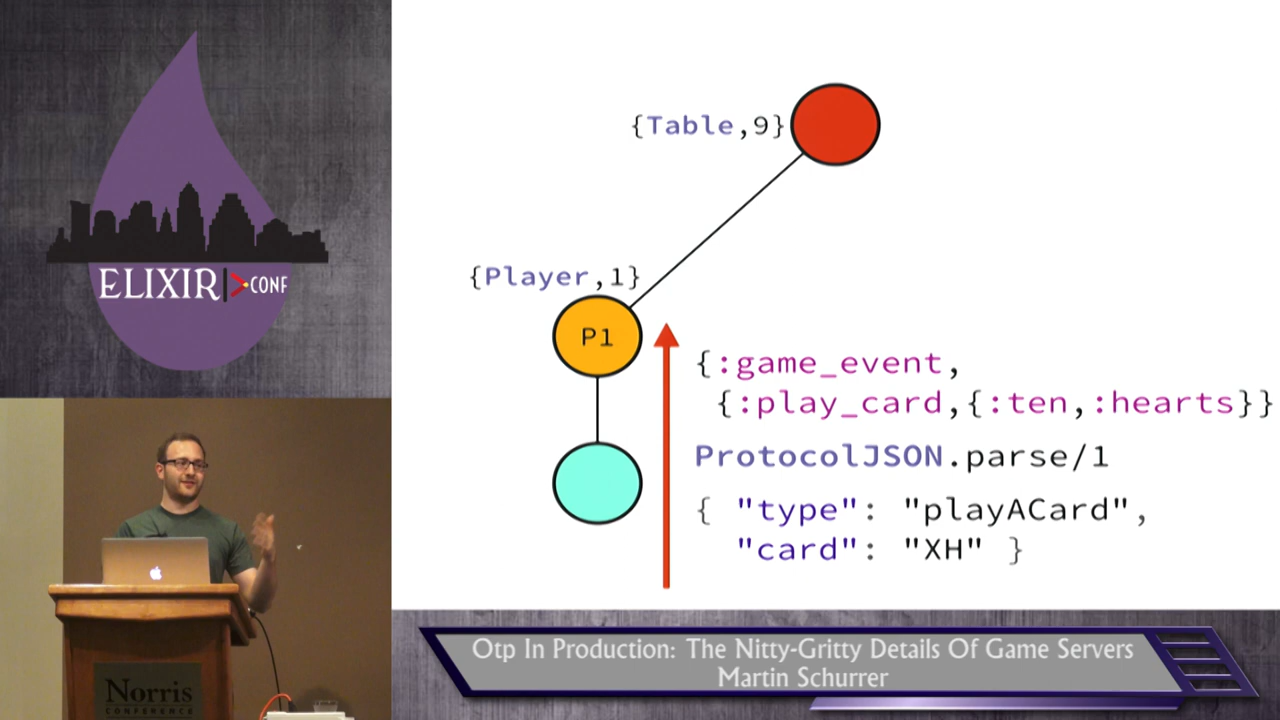 ELIXIR CONF
{Table,9}
{Player,1}
P1
{:game_event,
{:play_card,{:ten,:hearts}}
ProtocolJSON.parse/1
{ "type": "playACard",
"card": "XH" }
Norris
CONFERENCE
Otp In Production: The Nitty-Gritty Details Of Game Servers
Martin Schurrer